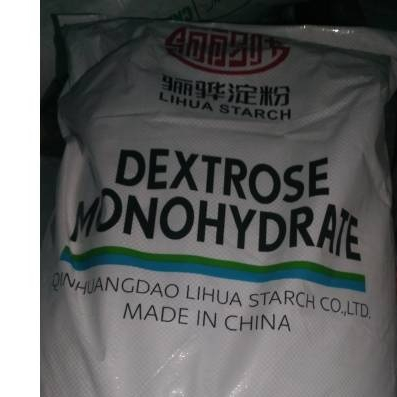 骊骅淀粉
LIHUA STARCH
DEXTROSE
MONOHYDRATE
QINHUANGDAO LIHUA STARCH CO.,LTD.
MADE IN CHINA